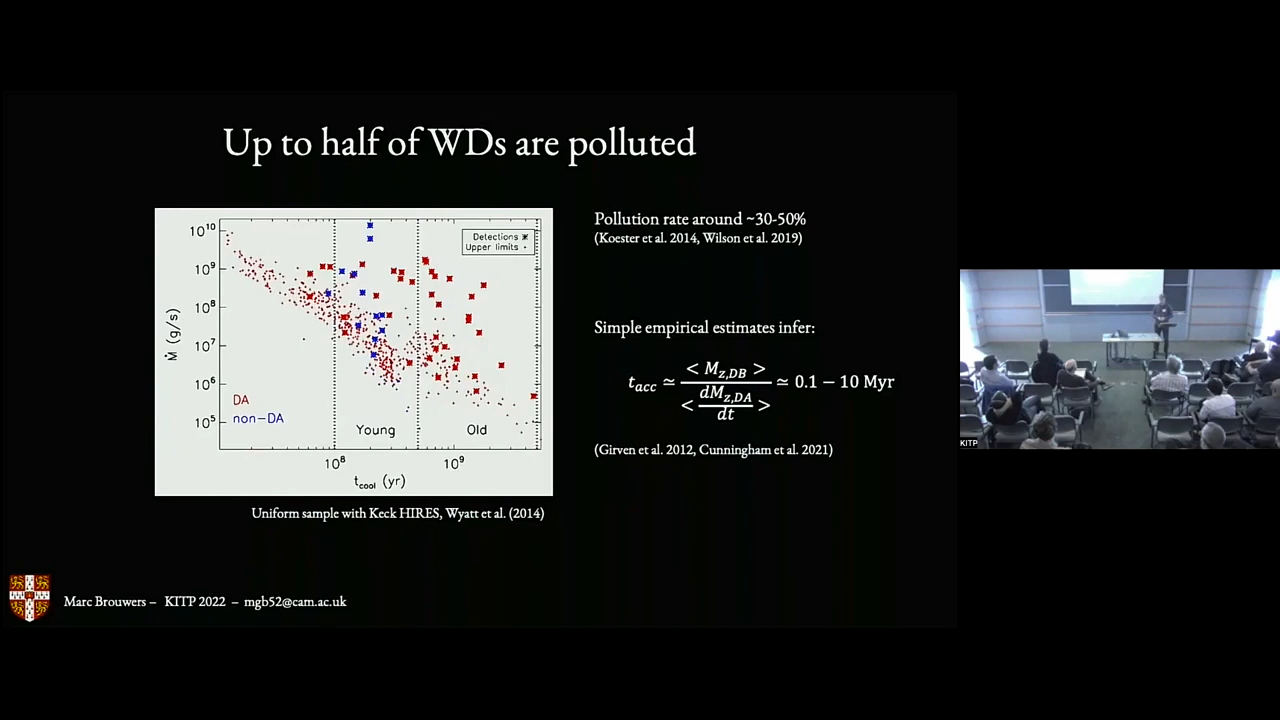 Up to half of WDs are polluted
10¹⁰
10⁹
10⁸
10⁷
10⁶
10⁵
Ṁ (g/s)
Detections ✱
Upper limits ·
DA
non-DA
Young
Old
10⁸
10⁹
t_cool (yr)
Uniform sample with Keck HIRES, Wyatt et al. (2014)
Pollution rate around ~30-50%
(Koester et al. 2014, Wilson et al. 2019)
Simple empirical estimates infer:
t_acc ≃ < M_z,DB > / < dM_z,DA / dt > ≃ 0.1 − 10 Myr
(Girven et al. 2012, Cunningham et al. 2021)
Marc Brouwers – KITP 2022 – mgb52@cam.ac.uk
KITP